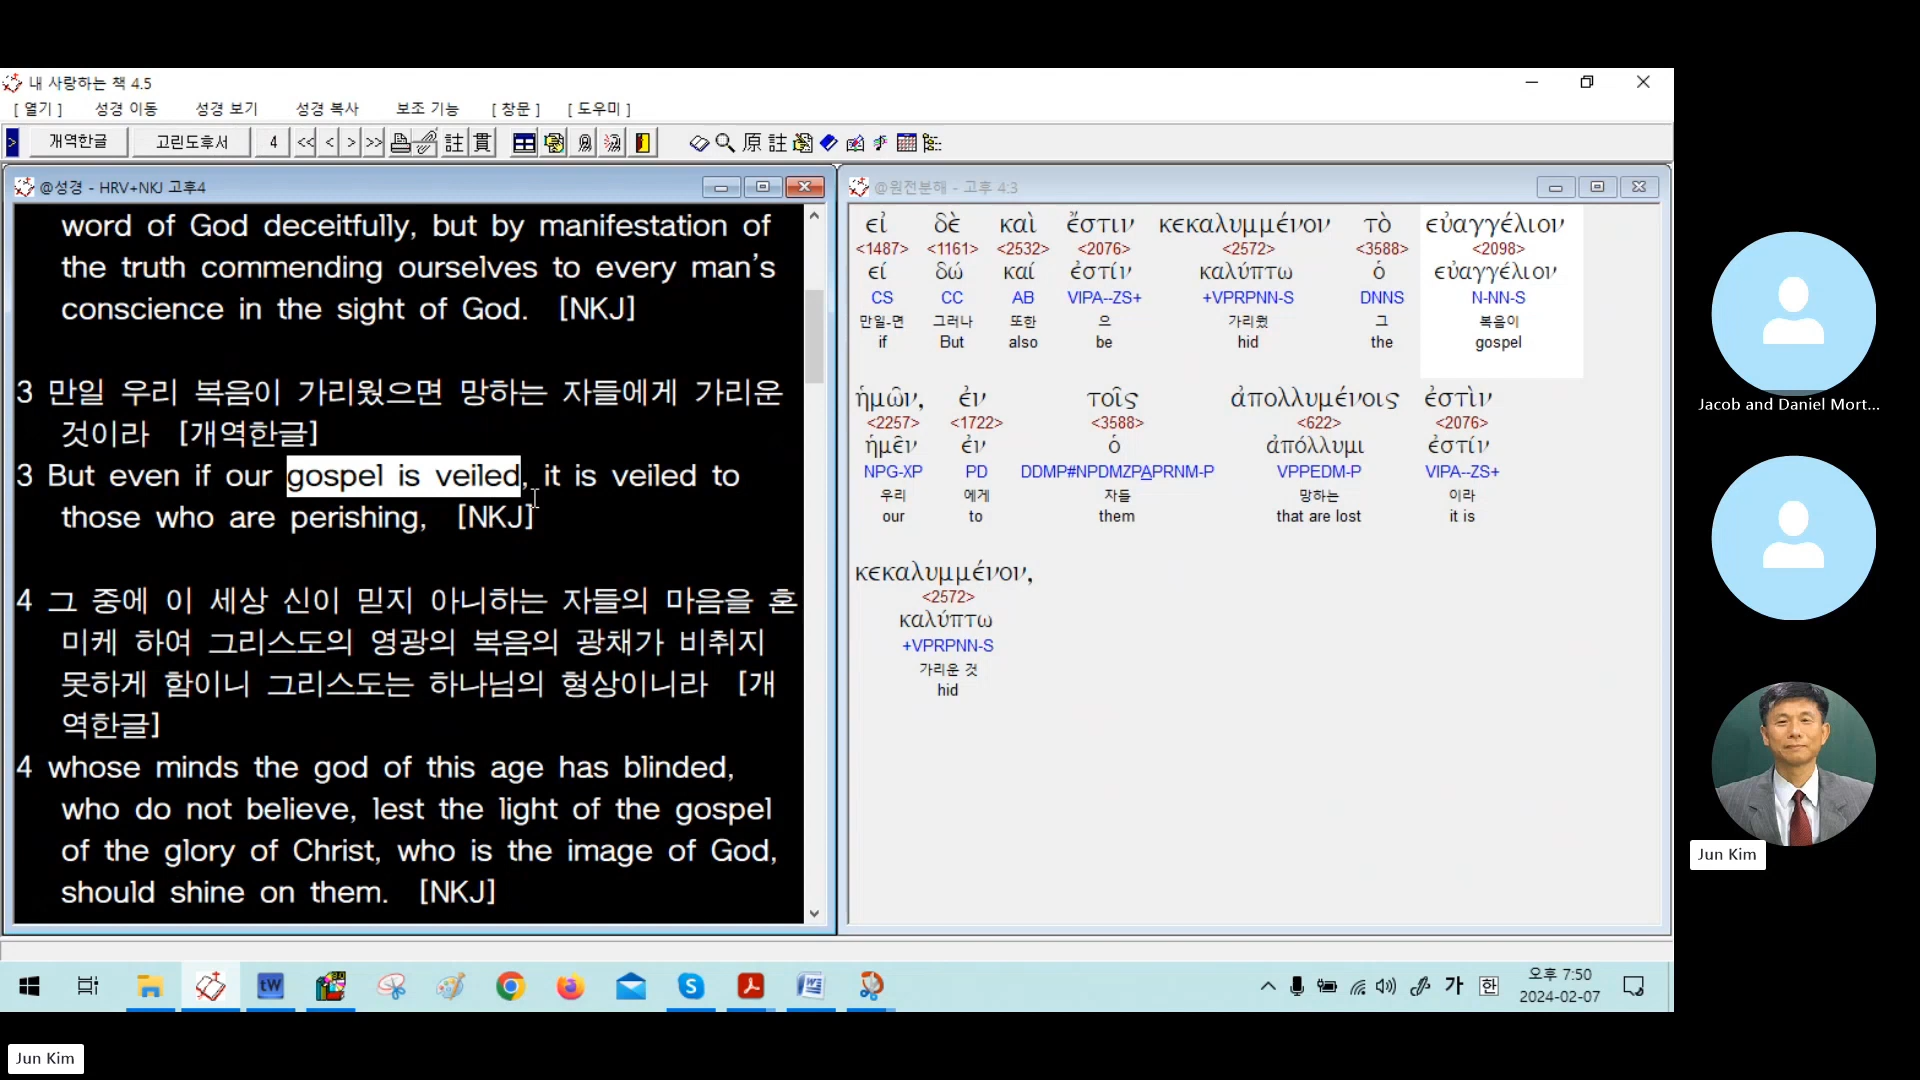 내 사랑하는 책 4.5
[ 열기 ] 성경 이동 성경 보기 성경 복사 보조 기능 [ 창문 ] [ 도우미 ]
> 개역한글 고린도후서 4 << < > >> 註 貫 原 註
@성경 - HRV+NKJ 고후4
word of God deceitfully, but by manifestation of
the truth commending ourselves to every man's
conscience in the sight of God. [NKJ]
3 만일 우리 복음이 가리웠으면 망하는 자들에게 가리운
것이라 [개역한글]
3 But even if our gospel is veiled, it is veiled to
those who are perishing, [NKJ]
4 그 중에 이 세상 신이 믿지 아니하는 자들의 마음을 혼
미케 하여 그리스도의 영광의 복음의 광채가 비취지
못하게 함이니 그리스도는 하나님의 형상이니라 [개
역한글]
4 whose minds the god of this age has blinded,
who do not believe, lest the light of the gospel
of the glory of Christ, who is the image of God,
should shine on them. [NKJ]
@원전분해 - 고후 4:3
εἰ δὲ καὶ ἔστιν κεκαλυμμένον τὸ εὐαγγέλιον
<1487> <1161> <2532> <2076> <2572> <3588> <2098>
εἰ δώ καί ἐστίν καλύπτω ὁ εὐαγγέλιον
CS CC AB VIPA--ZS+ +VPRPNN-S DNNS N-NN-S
만일-면 그러나 또한 으 가리웠 그 복음이
if But also be hid the gospel
ἡμῶν, ἐν τοῖς ἀπολλυμένοις ἐστὶν
<2257> <1722> <3588> <622> <2076>
ἡμῶν ἐν ὁ ἀπόλλυμι ἐστίν
NPG-XP PD DDMP#NPDMZPAPRNM-P VPPEDM-P VIPA--ZS+
우리 에게 자들 망하는 이라
our to them that are lost it is
κεκαλυμμένον,
<2572>
καλύπτω
+VPRPNN-S
가리운 것
hid
Jacob and Daniel Mort...
Jun Kim
tW
S
W
가 한
오후 7:50
2024-02-07
Jun Kim